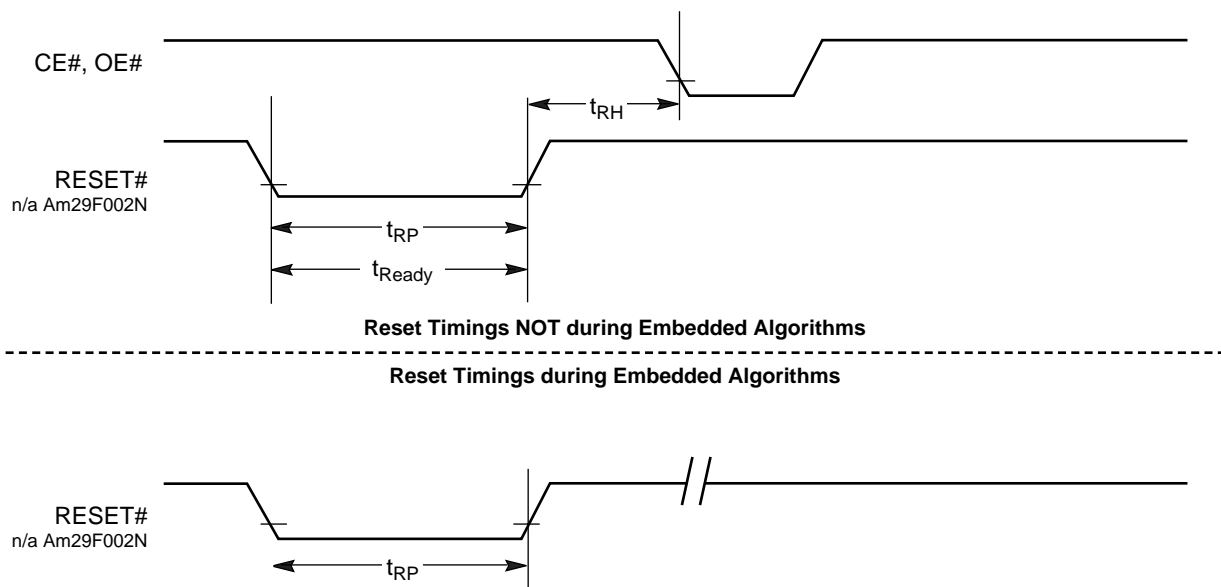 CE#, OE#
tRH
RESET#
n/a Am29F002N
tRP
tReady
Reset Timings NOT during Embedded Algorithms
Reset Timings during Embedded Algorithms
RESET#
n/a Am29F002N
tRP